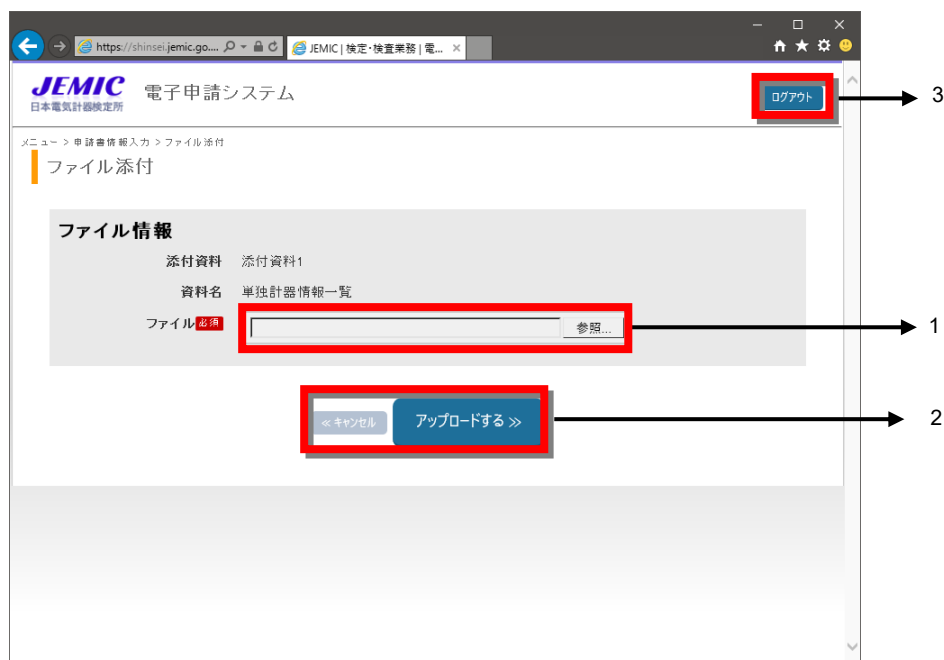 https://shinsei.jemic.go....
JEMIC | 検定・検査業務 | 電...
JEMIC
日本電気計器検定所
電子申請システム
ログアウト
3
メニュー > 申請書情報入力 > ファイル添付
ファイル添付
ファイル情報
添付資料 添付資料1
資料名 単独計器情報一覧
ファイル 必須 参照...
1
≪キャンセル アップロードする ≫
2